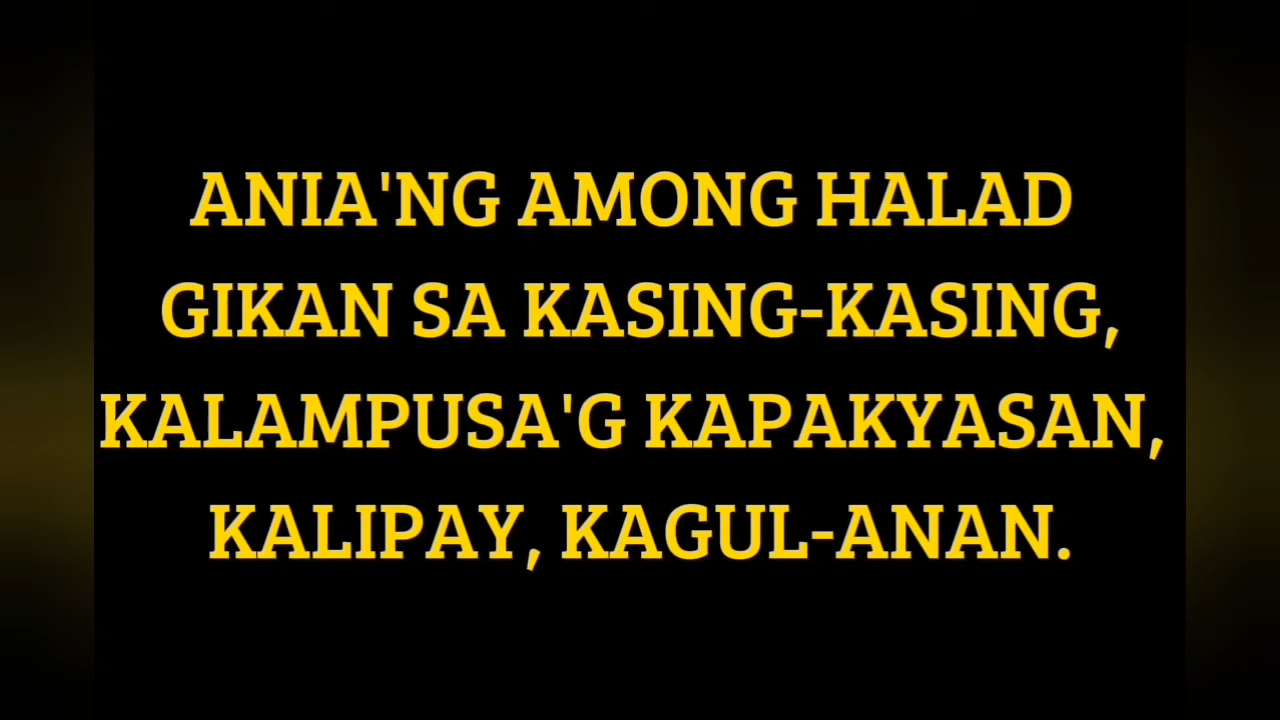 ANIA'NG AMONG HALAD
GIKAN SA KASING-KASING,
KALAMPUSA'G KAPAKYASAN,
KALIPAY, KAGUL-ANAN.